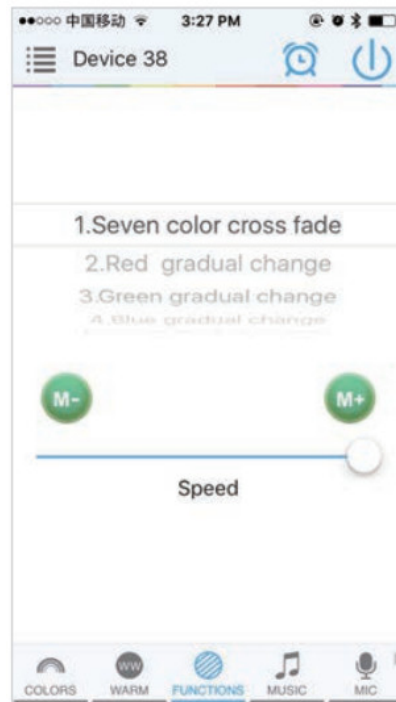 中国移动 3:27 PM
Device 38
1.Seven color cross fade
2.Red gradual change
3.Green gradual change
4.Blue gradual change
M- M+
Speed
WW
COLORS WARM FUNCTIONS MUSIC MIC